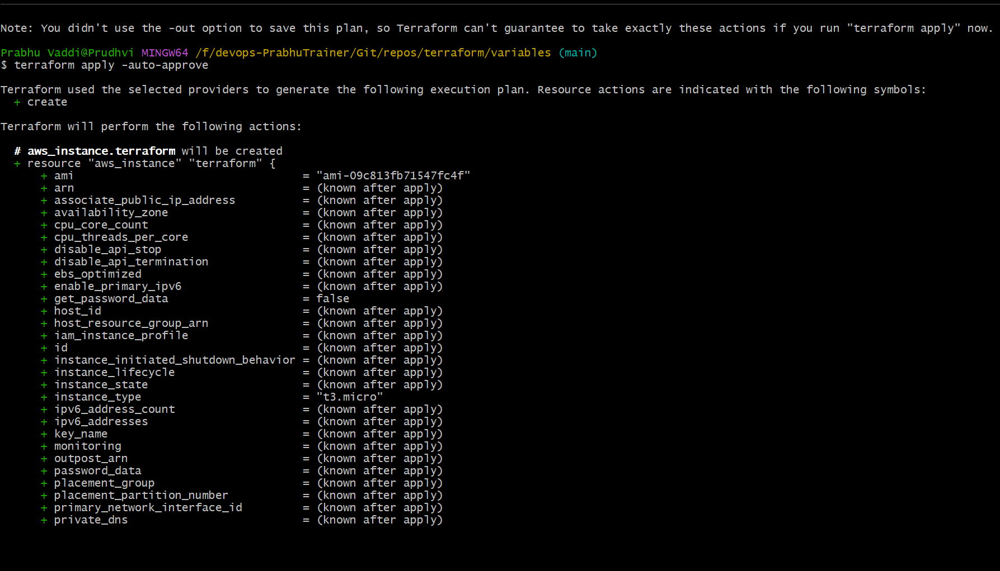 Note: You didn't use the -out option to save this plan, so Terraform can't guarantee to take exactly these actions if you run "terraform apply" now.
Prabhu Vaddi@Prudhvi MINGW64 /f/devops-PrabhuTrainer/Git/repos/terraform/variables (main)
$ terraform apply -auto-approve
Terraform used the selected providers to generate the following execution plan. Resource actions are indicated with the following symbols:
  + create
Terraform will perform the following actions:
  # aws_instance.terraform will be created
  + resource "aws_instance" "terraform" {
      + ami                                  = "ami-09c813fb71547fc4f"
      + arn                                  = (known after apply)
      + associate_public_ip_address          = (known after apply)
      + availability_zone                    = (known after apply)
      + cpu_core_count                       = (known after apply)
      + cpu_threads_per_core                 = (known after apply)
      + disable_api_stop                     = (known after apply)
      + disable_api_termination              = (known after apply)
      + ebs_optimized                        = (known after apply)
      + enable_primary_ipv6                  = (known after apply)
      + get_password_data                    = false
      + host_id                              = (known after apply)
      + host_resource_group_arn              = (known after apply)
      + iam_instance_profile                 = (known after apply)
      + id                                   = (known after apply)
      + instance_initiated_shutdown_behavior = (known after apply)
      + instance_lifecycle                   = (known after apply)
      + instance_state                       = (known after apply)
      + instance_type                        = "t3.micro"
      + ipv6_address_count                   = (known after apply)
      + ipv6_addresses                       = (known after apply)
      + key_name                             = (known after apply)
      + monitoring                           = (known after apply)
      + outpost_arn                          = (known after apply)
      + password_data                        = (known after apply)
      + placement_group                      = (known after apply)
      + placement_partition_number           = (known after apply)
      + primary_network_interface_id         = (known after apply)
      + private_dns                          = (known after apply)